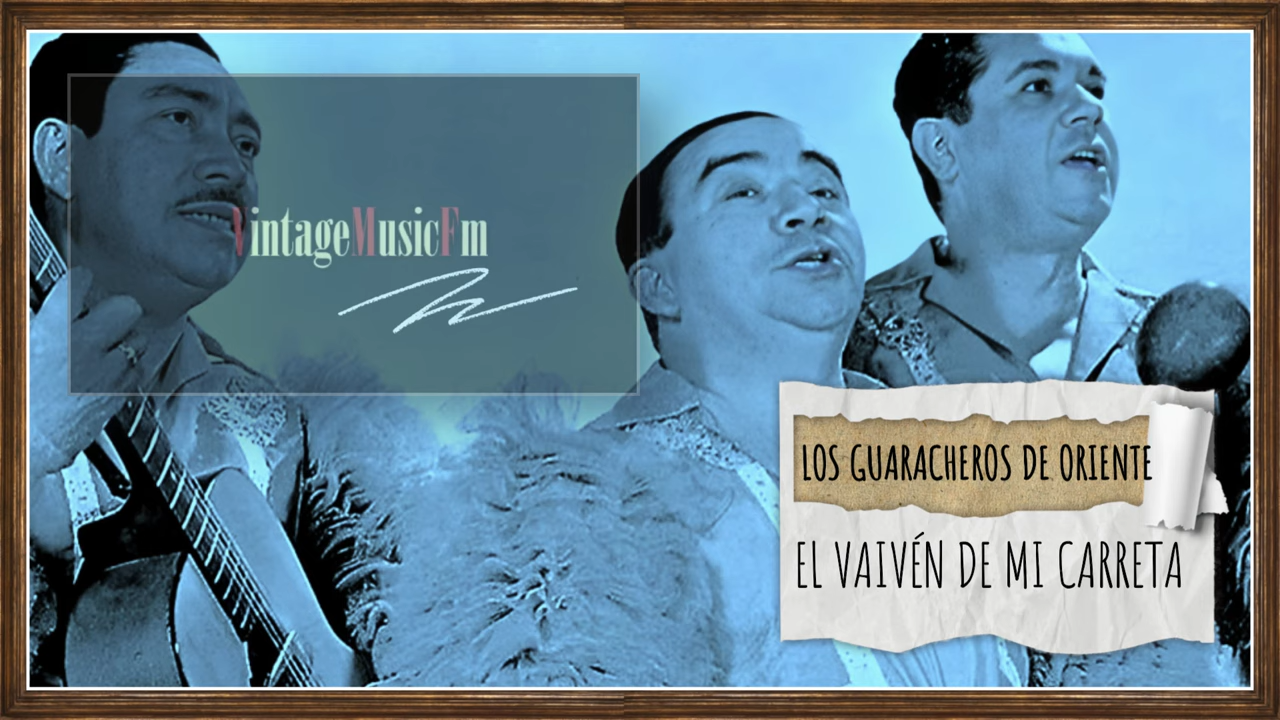 VintageMusicFm
LOS GUARACHEROS DE ORIENTE
EL VAIVÉN DE MI CARRETA